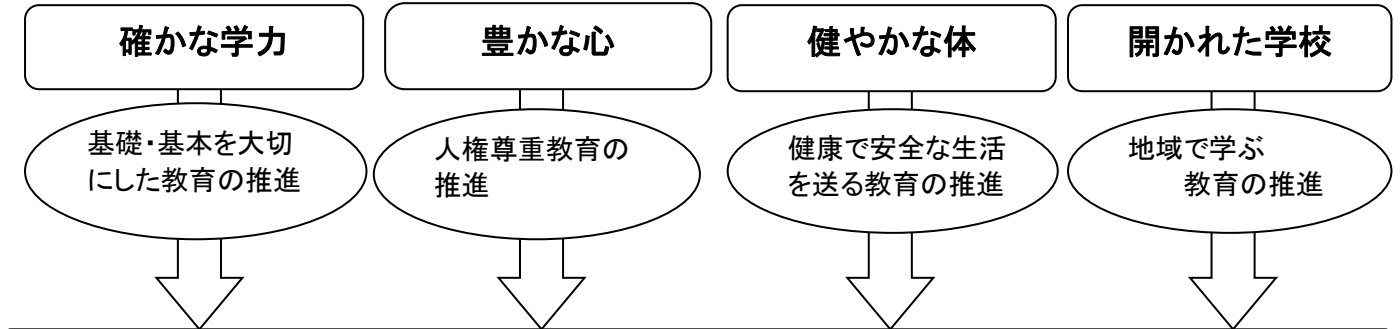 確かな学力
豊かな心
健やかな体
開かれた学校
基礎・基本を大切
にした教育の推進
人権尊重教育の
推進
健康で安全な生活
を送る教育の推進
地域で学ぶ
教育の推進